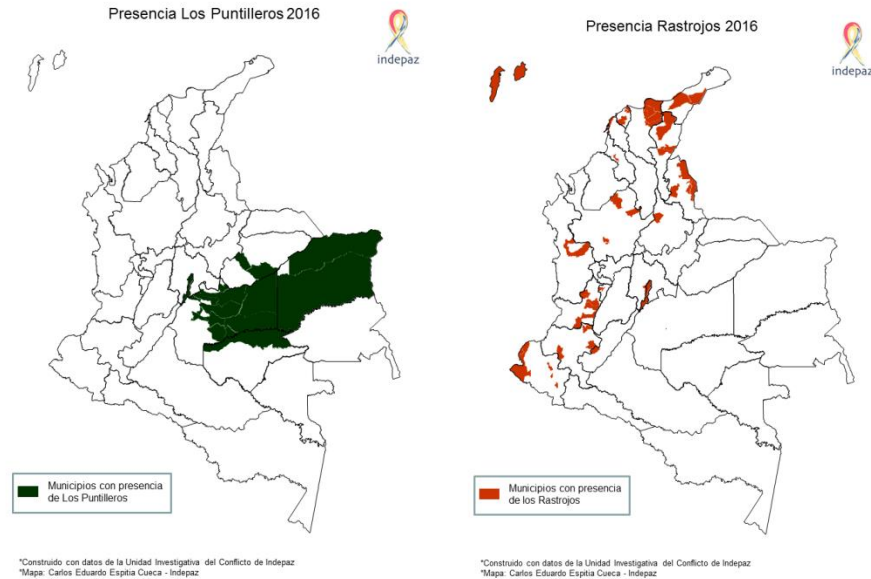 Presencia Los Puntilleros 2016
indepaz
Municipios con presencia
de Los Puntilleros
*Construido con datos de la Unidad Investigativa del Conflicto de Indepaz
*Mapa: Carlos Eduardo Espitia Cueca - Indepaz
Presencia Rastrojos 2016
indepaz
Municipios con presencia
de los Rastrojos
*Construido con datos de la Unidad Investigativa del Conflicto de Indepaz
*Mapa: Carlos Eduardo Espitia Cueca - Indepaz